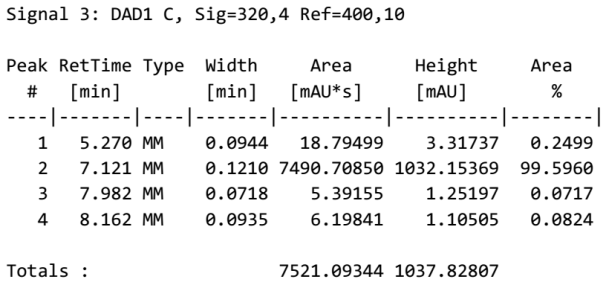 Signal 3: DAD1 C, Sig=320,4 Ref=400,10
Peak RetTime Type  Width     Area      Height     Area
  #   [min]        [min]   [mAU*s]     [mAU]        %
----|-------|----|-------|----------|----------|--------|
   1   5.270 MM    0.0944   18.79499    3.31737   0.2499
   2   7.121 MM    0.1210 7490.70850 1032.15369  99.5960
   3   7.982 MM    0.0718    5.39155    1.25197   0.0717
   4   8.162 MM    0.0935    6.19841    1.10505   0.0824
Totals :                  7521.09344 1037.82807